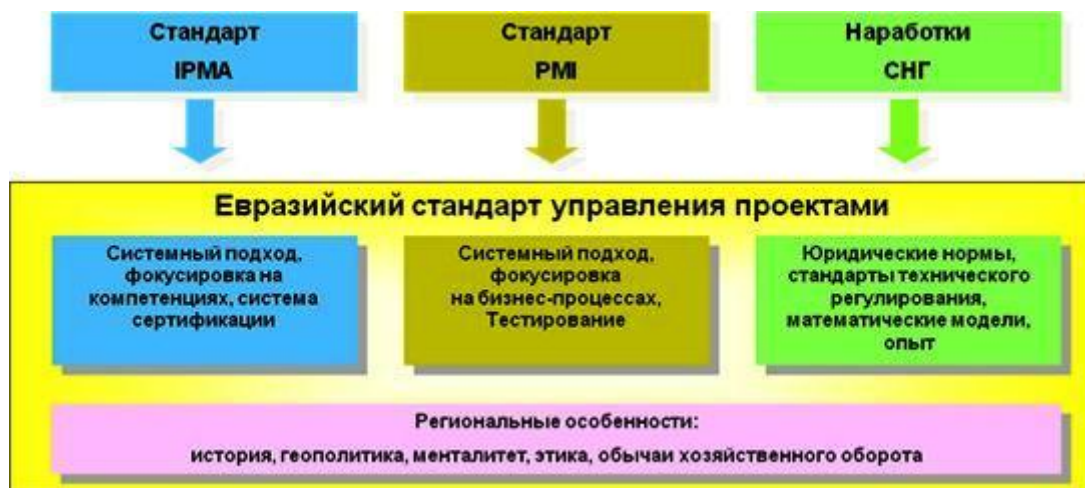 Стандарт
IPMA
Стандарт
PMI
Наработки
СНГ
Евразийский стандарт управления проектами
Системный подход,
фокусировка на
компетенциях, система
сертификации
Системный подход,
фокусировка
на бизнес-процессах,
Тестирование
Юридические нормы,
стандарты технического
регулирования,
математические модели,
опыт
Региональные особенности:
история, геополитика, менталитет, этика, обычаи хозяйственного оборота